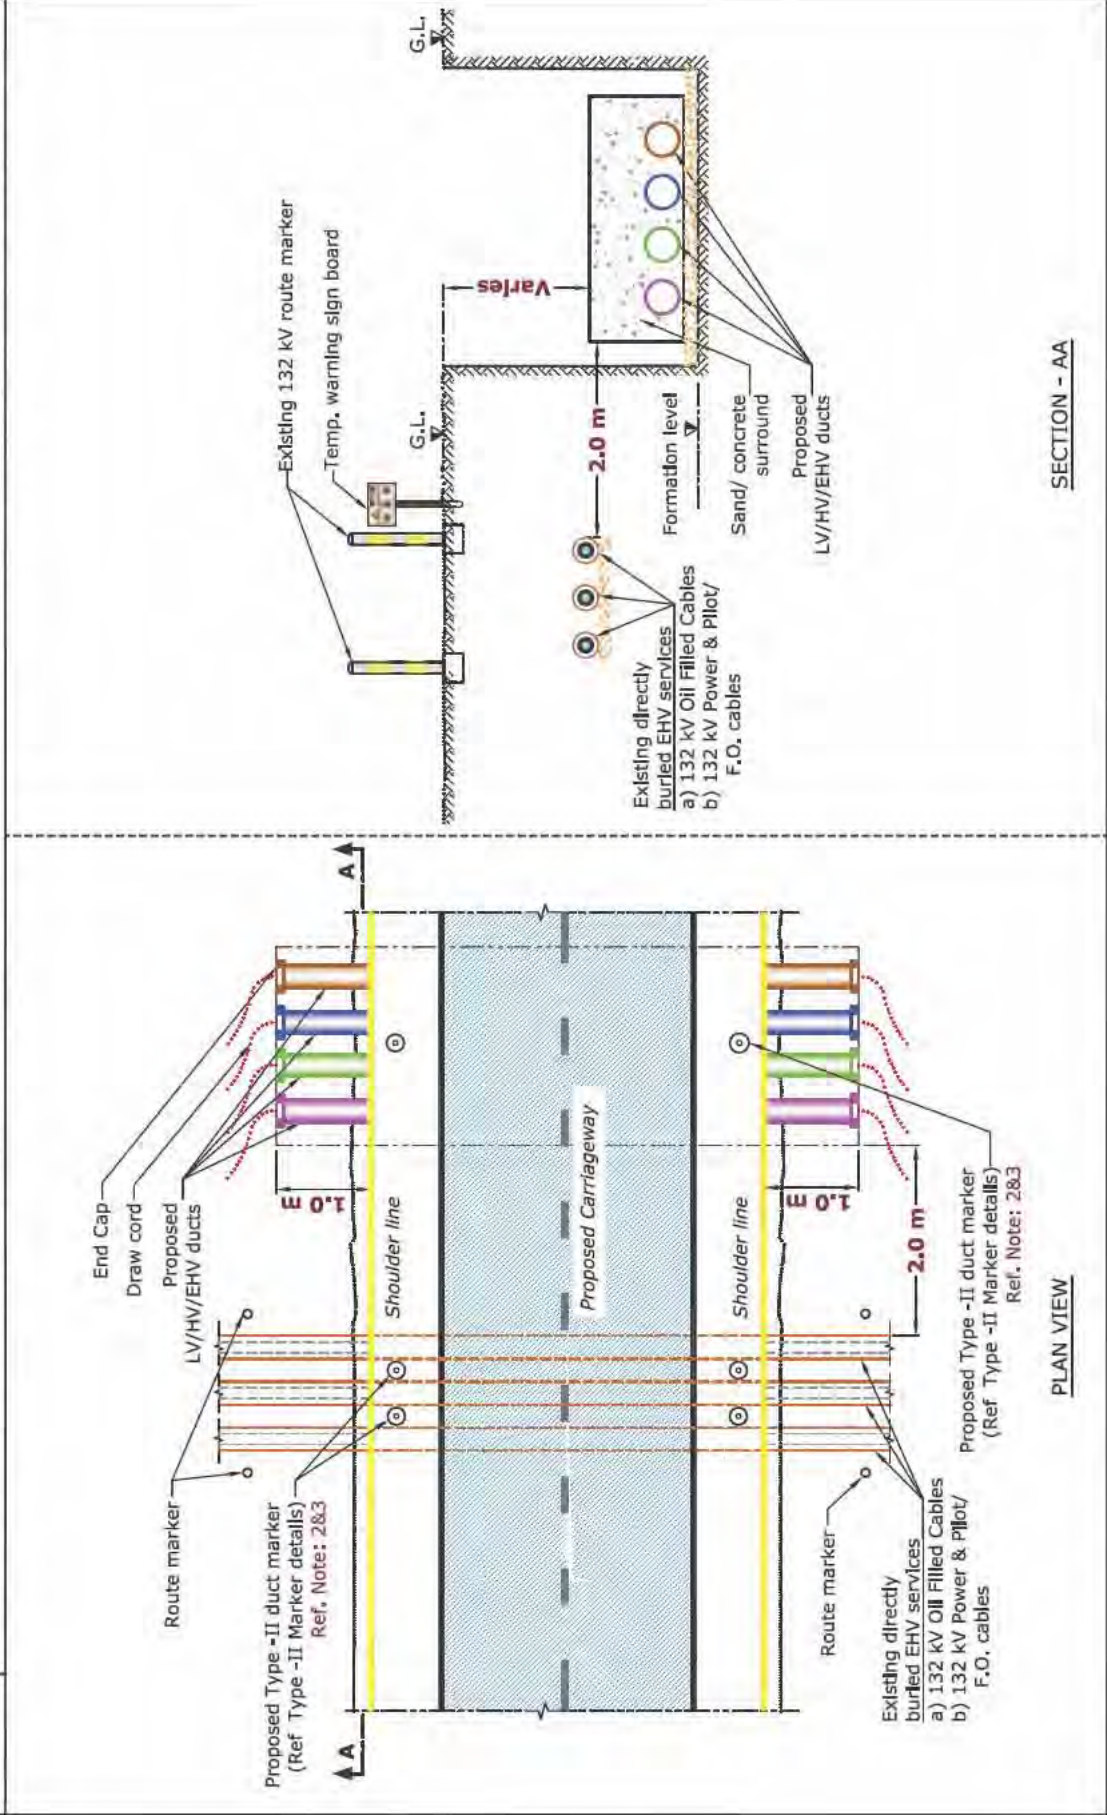 End Cap
Draw cord
Proposed
LV/HV/EHV ducts
Route marker
Proposed Type -II duct marker
(Ref Type -II Marker details)
Ref. Note: 2&3
A
A
1.0 m
Shoulder line
Proposed Carriageway
Shoulder line
1.0 m
2.0 m
Route marker
Existing directly
buried EHV services
a) 132 kV Oil Filled Cables
b) 132 kV Power & Pilot/
F.O. cables
Proposed Type -II duct marker
(Ref Type -II Marker details)
Ref. Note: 2&3
PLAN VIEW
Existing 132 kV route marker
Temp. warning sign board
G.L.
G.L.
Varies
2.0 m
Formation level
Existing directly
buried EHV services
a) 132 kV Oil Filled Cables
b) 132 kV Power & Pilot/
F.O. cables
Sand/ concrete
surround
Proposed
LV/HV/EHV ducts
SECTION - AA